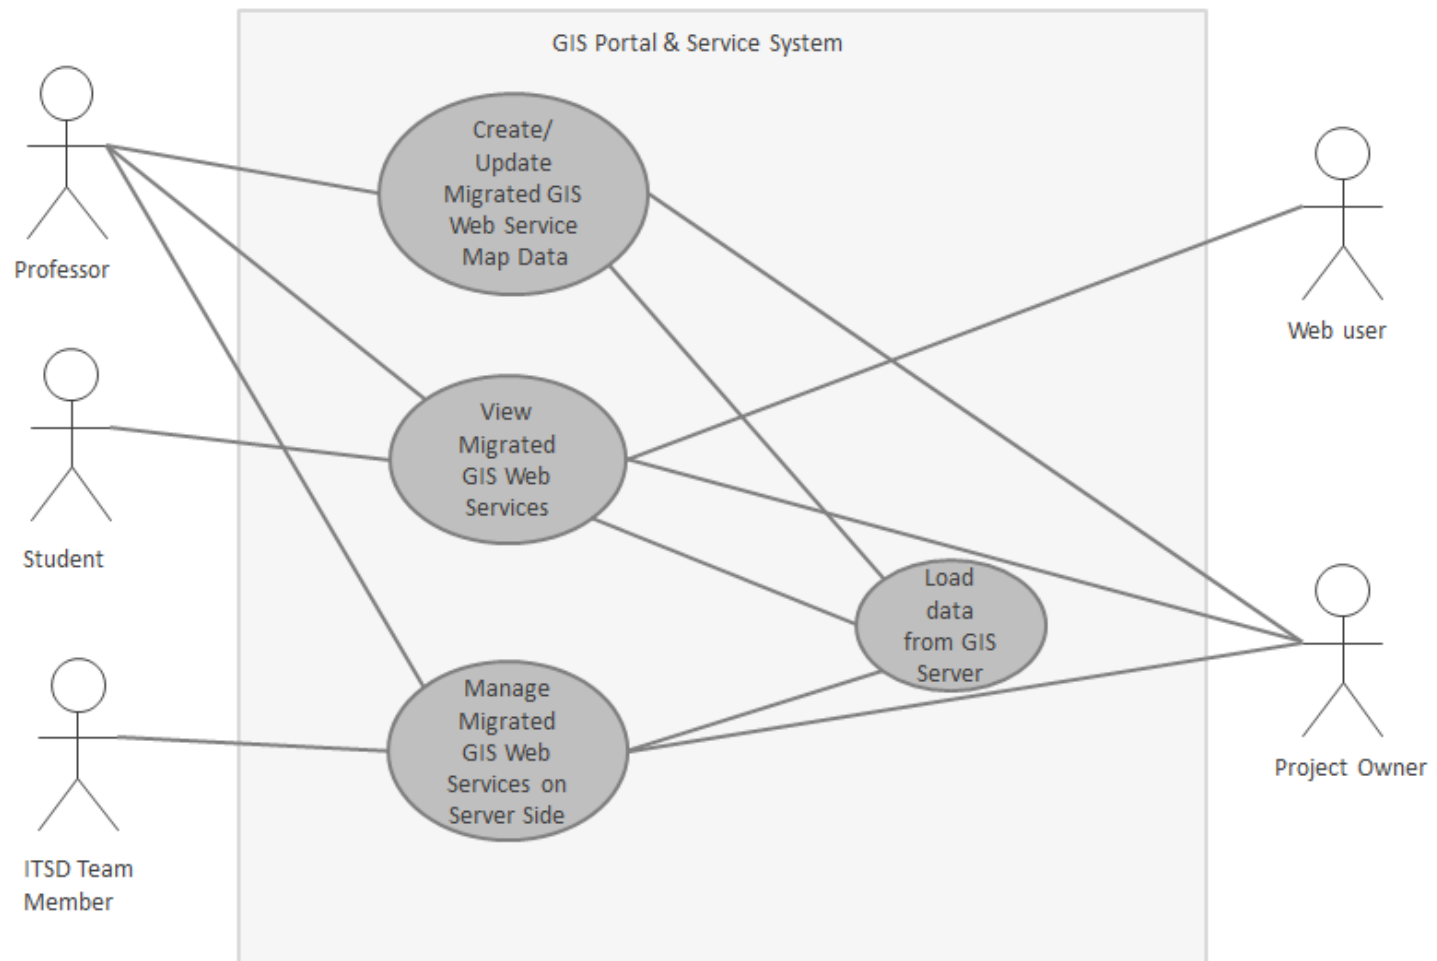 GIS Portal & Service System
Professor
Create/
Update
Migrated GIS
Web Service
Map Data
Web user
Student
View
Migrated
GIS Web
Services
Load
data
from GIS
Server
Project Owner
ITSD Team
Member
Manage
Migrated
GIS Web
Services on
Server Side